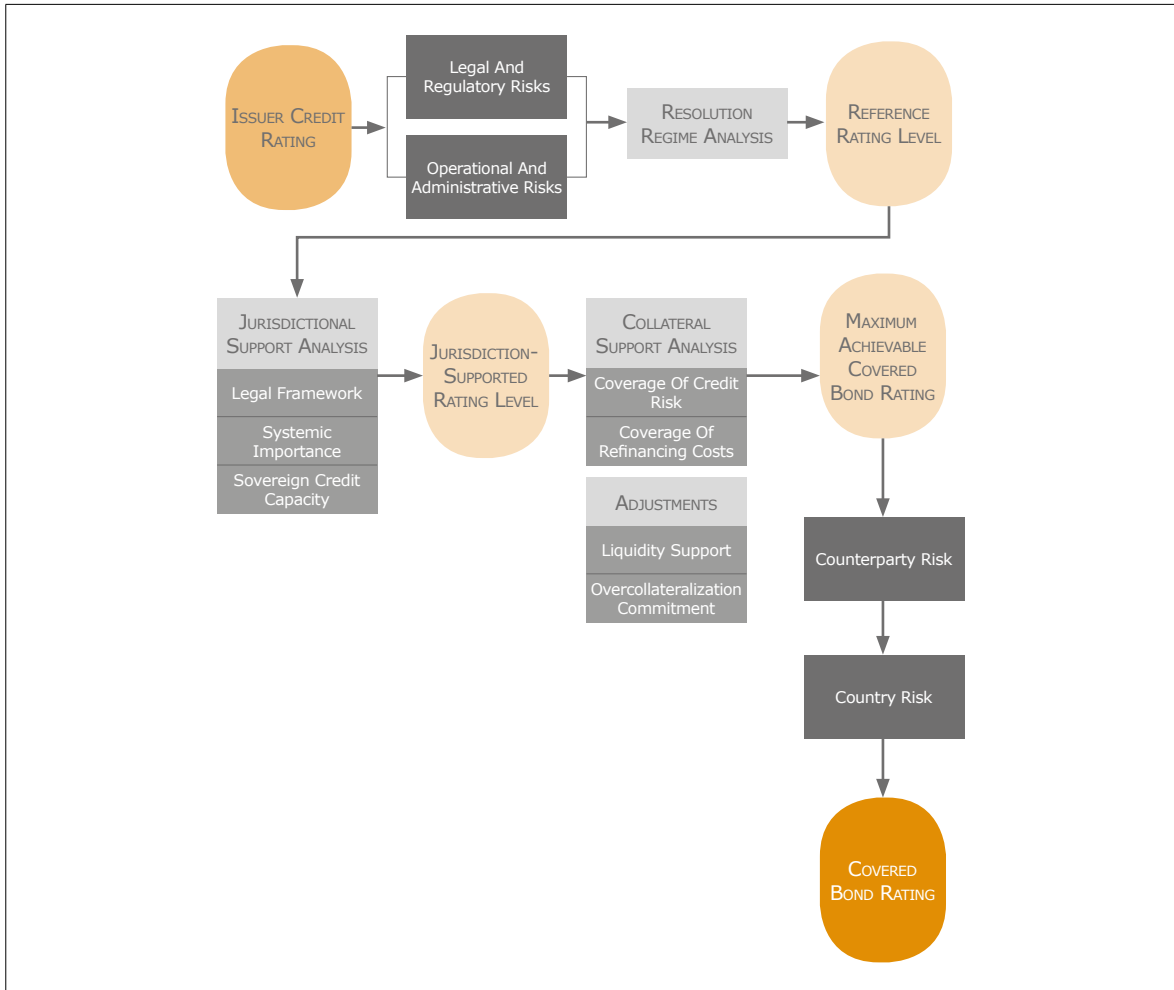 Legal And
Regulatory Risks
Issuer Credit
Rating
Resolution
Regime Analysis
Reference
Rating Level
Operational And
Administrative Risks
Jurisdictional
Support Analysis
Legal Framework
Systemic
Importance
Sovereign Credit
Capacity
Jurisdiction-
Supported
Rating Level
Collateral
Support Analysis
Coverage Of Credit
Risk
Coverage Of
Refinancing Costs
Adjustments
Liquidity Support
Overcollateralization
Commitment
Maximum
Achievable
Covered
Bond Rating
Counterparty Risk
Country Risk
Covered
Bond Rating